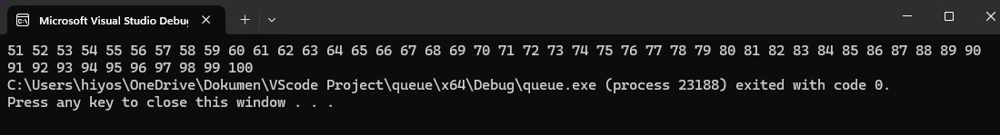 Microsoft Visual Studio Debug
51 52 53 54 55 56 57 58 59 60 61 62 63 64 65 66 67 68 69 70 71 72 73 74 75 76 77 78 79 80 81 82 83 84 85 86 87 88 89 90
91 92 93 94 95 96 97 98 99 100
C:\Users\hiyos\OneDrive\Dokumen\VScode Project\queue\x64\Debug\queue.exe (process 23188) exited with code 0.
Press any key to close this window . . .